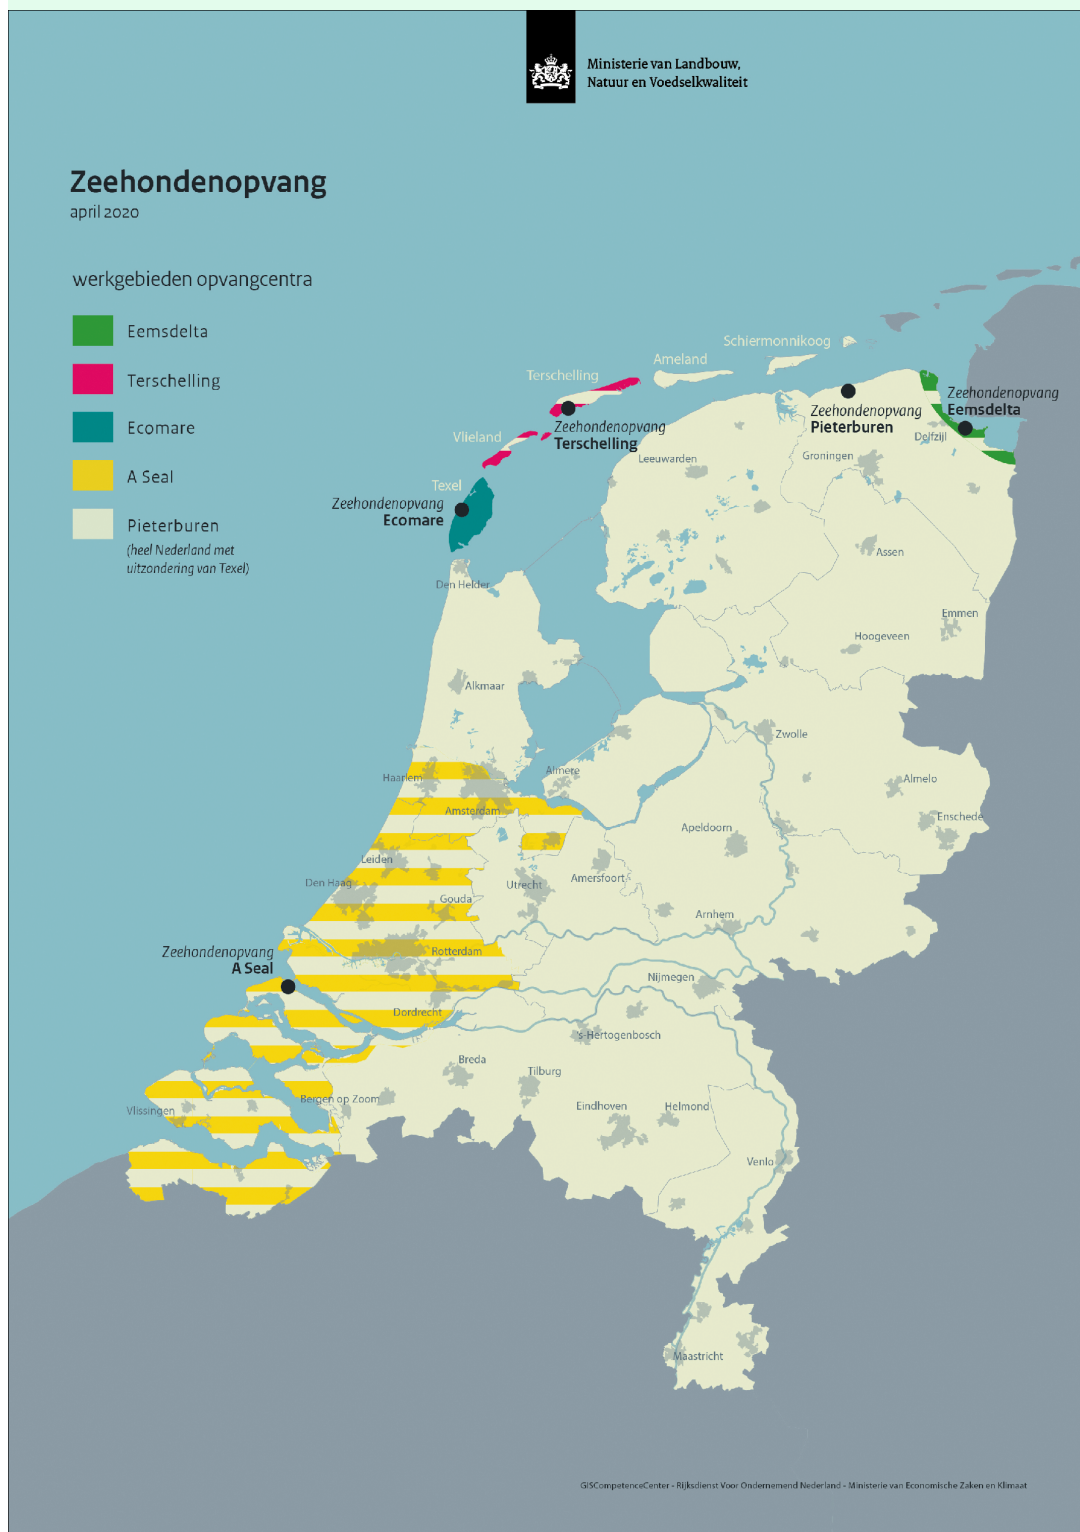 Ministerie van Landbouw,
Natuur en Voedselkwaliteit
Zeehondenopvang
april 2020
werkgebieden opvangcentra
Eemsdelta
Terschelling
Ecomare
A Seal
Pieterburen
(heel Nederland met
uitzondering van Texel)
Schiermonnikoog
Ameland
Terschelling
Zeehondenopvang
Eemsdelta
Zeehondenopvang
Pieterburen
Zeehondenopvang
Terschelling
Vlieland
Delfzijl
Leeuwarden
Groningen
Texel
Zeehondenopvang
Ecomare
Assen
Den Helder
Emmen
Hoogeveen
Alkmaar
Zwolle
Haarlem
Almere
Almelo
Amsterdam
Enschede
Apeldoorn
Leiden
Den Haag
Utrecht
Amersfoort
Gouda
Arnhem
Zeehondenopvang
A Seal
Rotterdam
Nijmegen
Dordrecht
's-Hertogenbosch
Breda
Tilburg
Bergen op Zoom
Vlissingen
Eindhoven
Helmond
Venlo
Maastricht
GISCompetenceCenter - Rijksdienst Voor Ondernemend Nederland - Ministerie van Economische Zaken en Klimaat